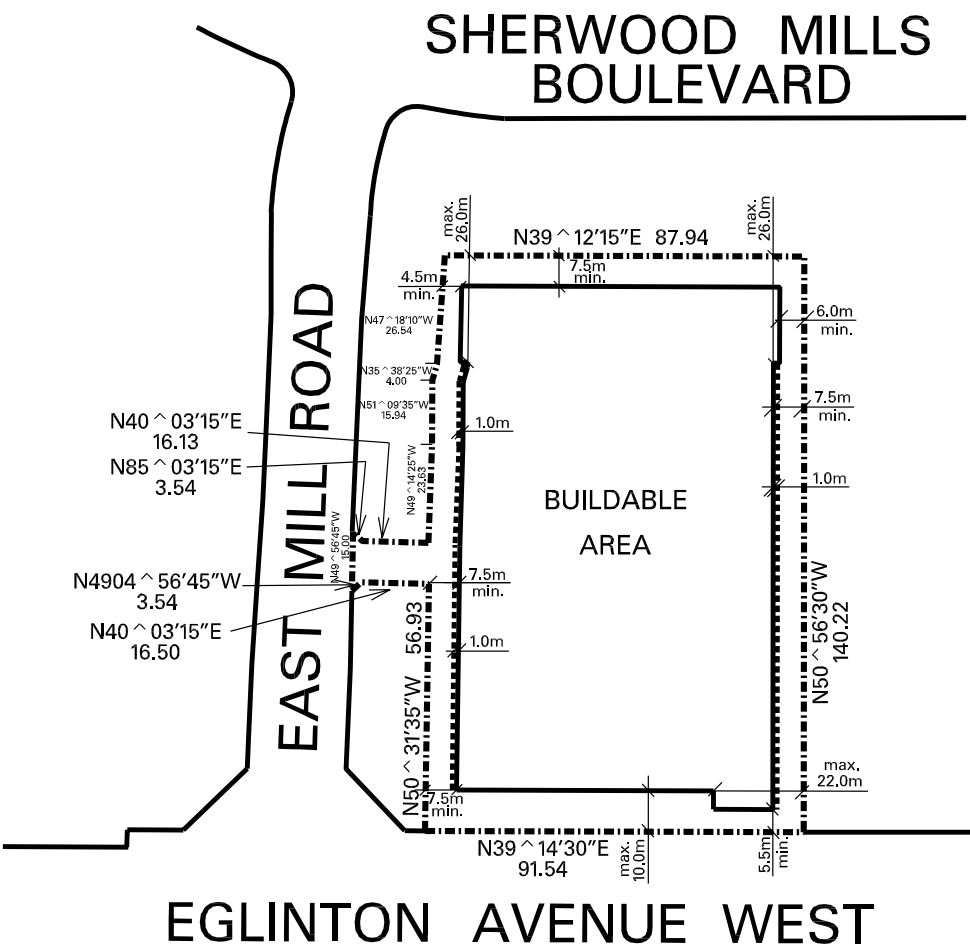 SHERWOOD MILLS
BOULEVARD
max.
26.0m
N39^12'15"E 87.94
max.
26.0m
7.5m
min.
4.5m
min.
6.0m
min.
N47^18'10"W
26.54
N35^38'25"W
4.00
N51^09'35"W
15.94
7.5m
min.
N40^03'15"E
16.13
1.0m
N85^03'15"E
3.54
N49^14'25"W
23.63
1.0m
BUILDABLE
AREA
N49^56'45"W
15.00
N4904^56'45"W
3.54
7.5m
min.
N40^03'15"E
16.50
1.0m
EAST MILL ROAD
N50^31'35"W 56.93
N50^56'30"W
140.22
max.
22.0m
7.5m
min.
N39^14'30"E
91.54
max.
10.0m
5.5m
min.
EGLINTON AVENUE WEST